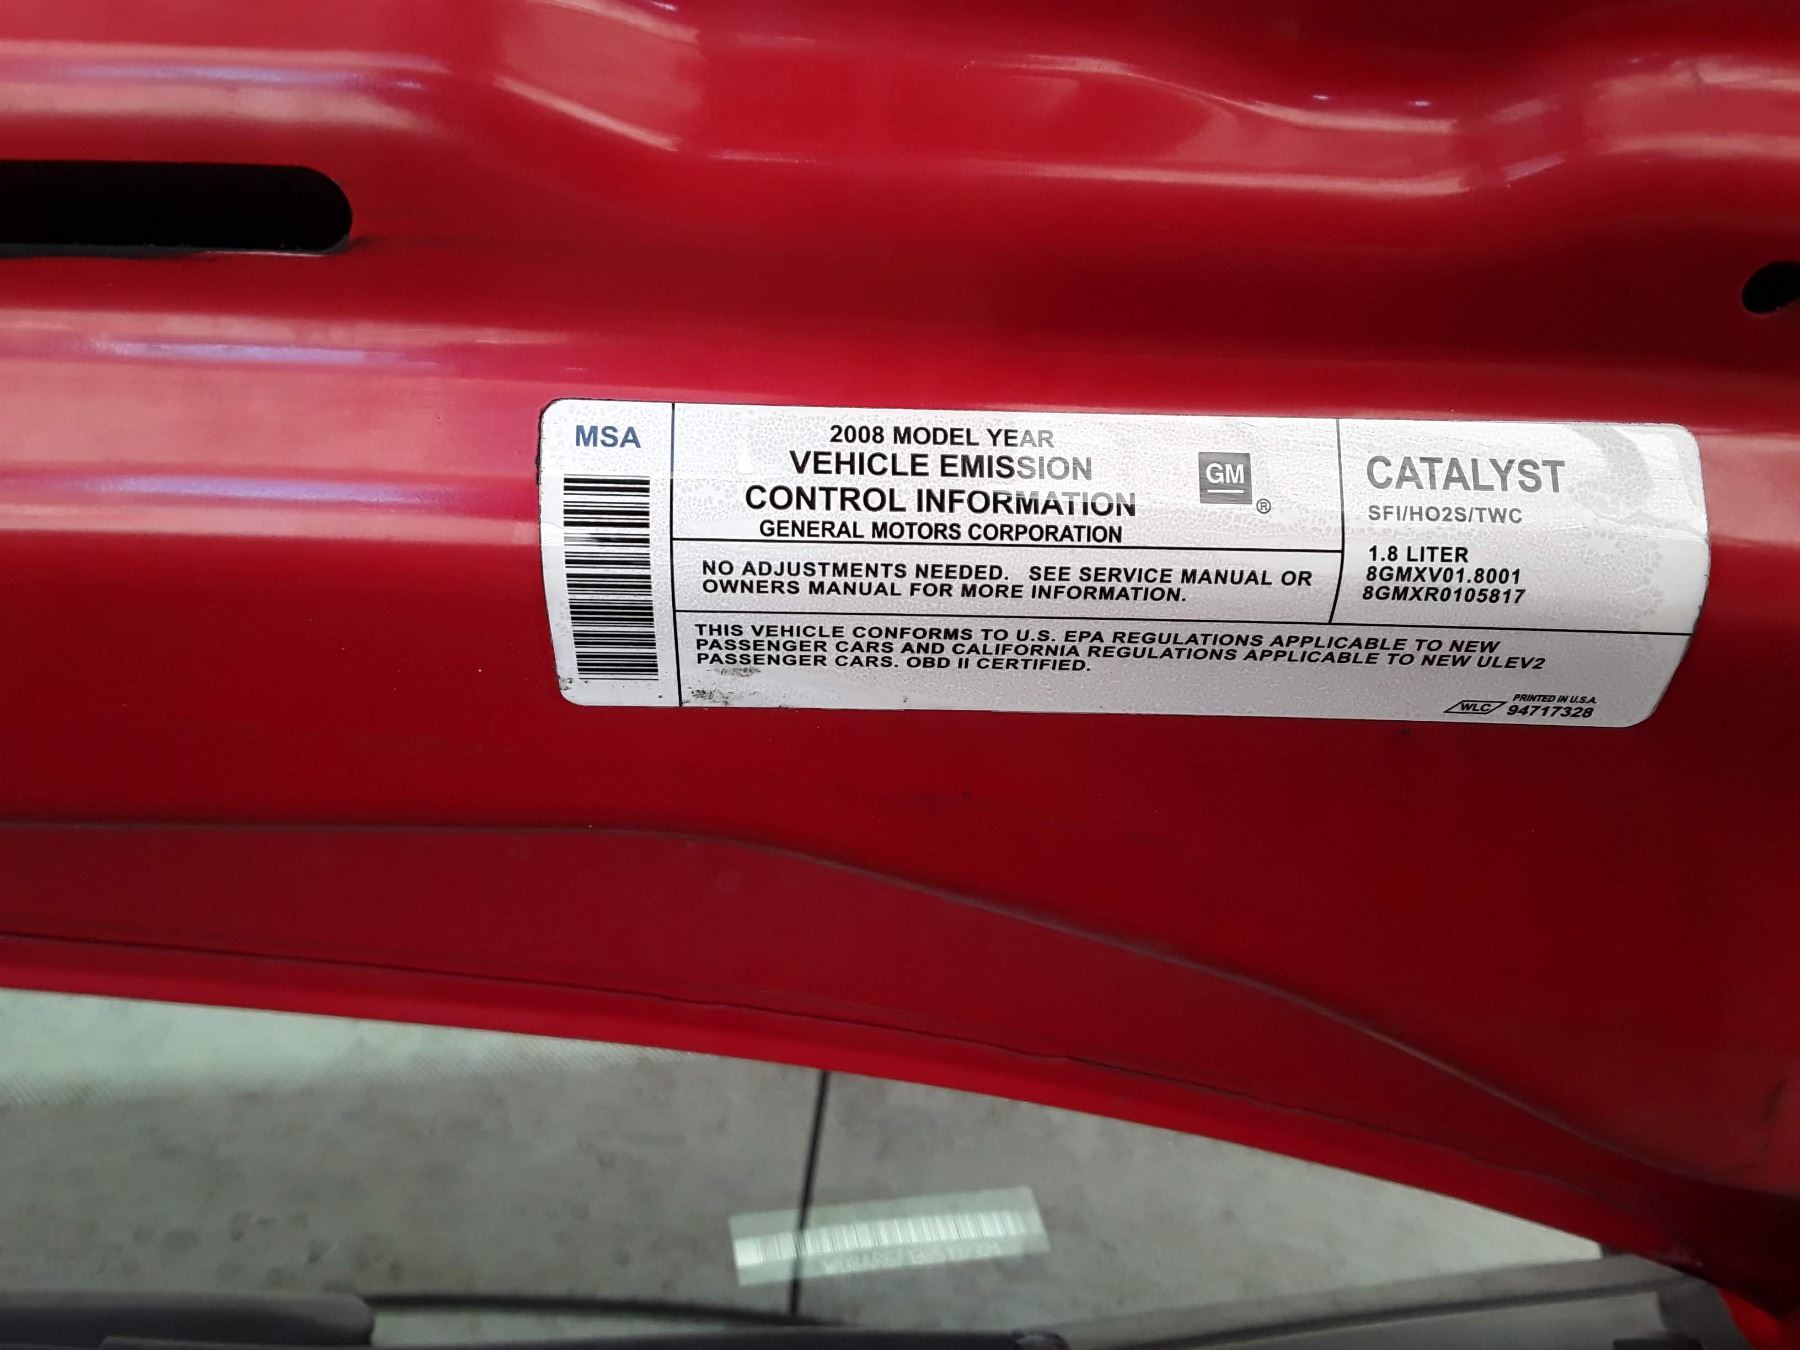 MSA
2008 MODEL YEAR
VEHICLE EMISSION
CONTROL INFORMATION
GENERAL MOTORS CORPORATION
GM
®
NO ADJUSTMENTS NEEDED. SEE SERVICE MANUAL OR
OWNERS MANUAL FOR MORE INFORMATION.
CATALYST
SFI/HO2S/TWC
1.8 LITER
8GMXV01.8001
8GMXR0105817
THIS VEHICLE CONFORMS TO U.S. EPA REGULATIONS APPLICABLE TO NEW
PASSENGER CARS AND CALIFORNIA REGULATIONS APPLICABLE TO NEW ULEV2
PASSENGER CARS. OBD II CERTIFIED.
WLC
PRINTED IN U.S.A.
94717328